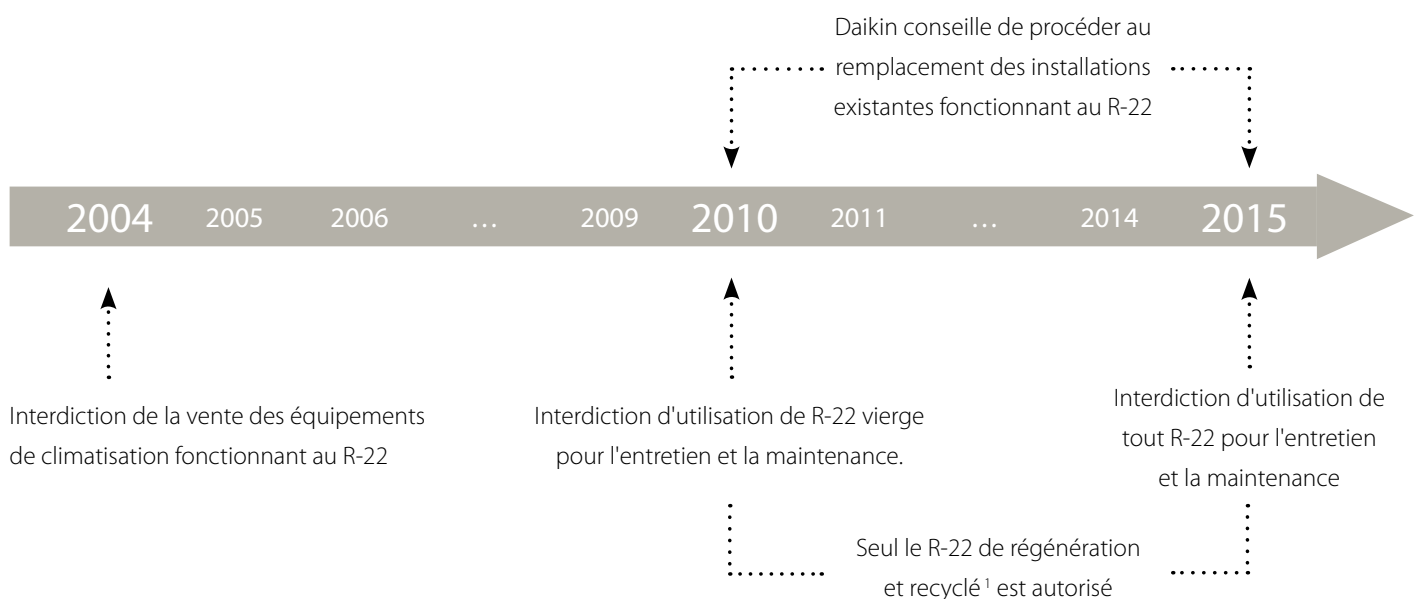 Daikin conseille de procéder au
remplacement des installations
existantes fonctionnant au R-22
2004 2005 2006 … 2009 2010 2011 … 2014 2015
Interdiction de la vente des équipements
de climatisation fonctionnant au R-22
Interdiction d'utilisation de R-22 vierge
pour l'entretien et la maintenance.
Interdiction d'utilisation de
tout R-22 pour l'entretien
et la maintenance
Seul le R-22 de régénération
et recyclé ¹ est autorisé